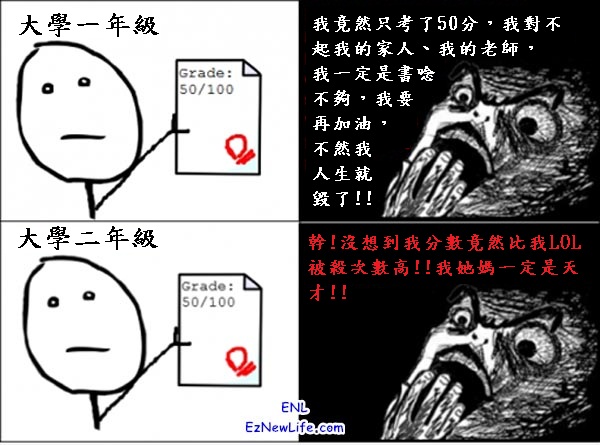 大學一年級
Grade:
50/100
我竟然只考了50分，我對不
起我的家人、我的老師，
我一定是書唸
不夠，我要
再加油，
不然我
人生就
毀了!!
大學二年級
Grade:
50/100
幹!沒想到我分數竟然比我LOL
被殺次數高!!我她媽一定是天
才!!
ENL
EzNewLife.com